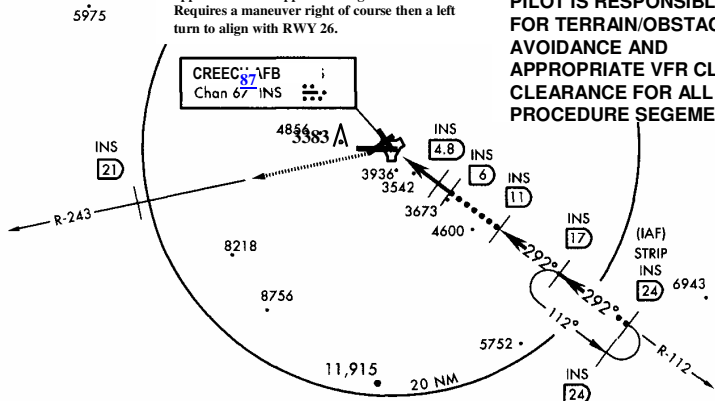 Requires a maneuver right of course then a left
turn to align with RWY 26.
PILOT IS RESPONSIBL
FOR TERRAIN/OBSTAC
AVOIDANCE AND
APPROPRIATE VFR CL
CLEARANCE FOR ALL
PROCEDURE SEGEME
5975
CREECH AFB
87
Chan 67 INS
4856
3383
INS
4.8
INS
6
INS
21
3936
3542
INS
11
3673
4600
R-243
INS
17
(IAF)
STRIP
INS
24
8218
292°
6943
8756
292°
112°
5752
R-112
11,915
20 NM
INS
24